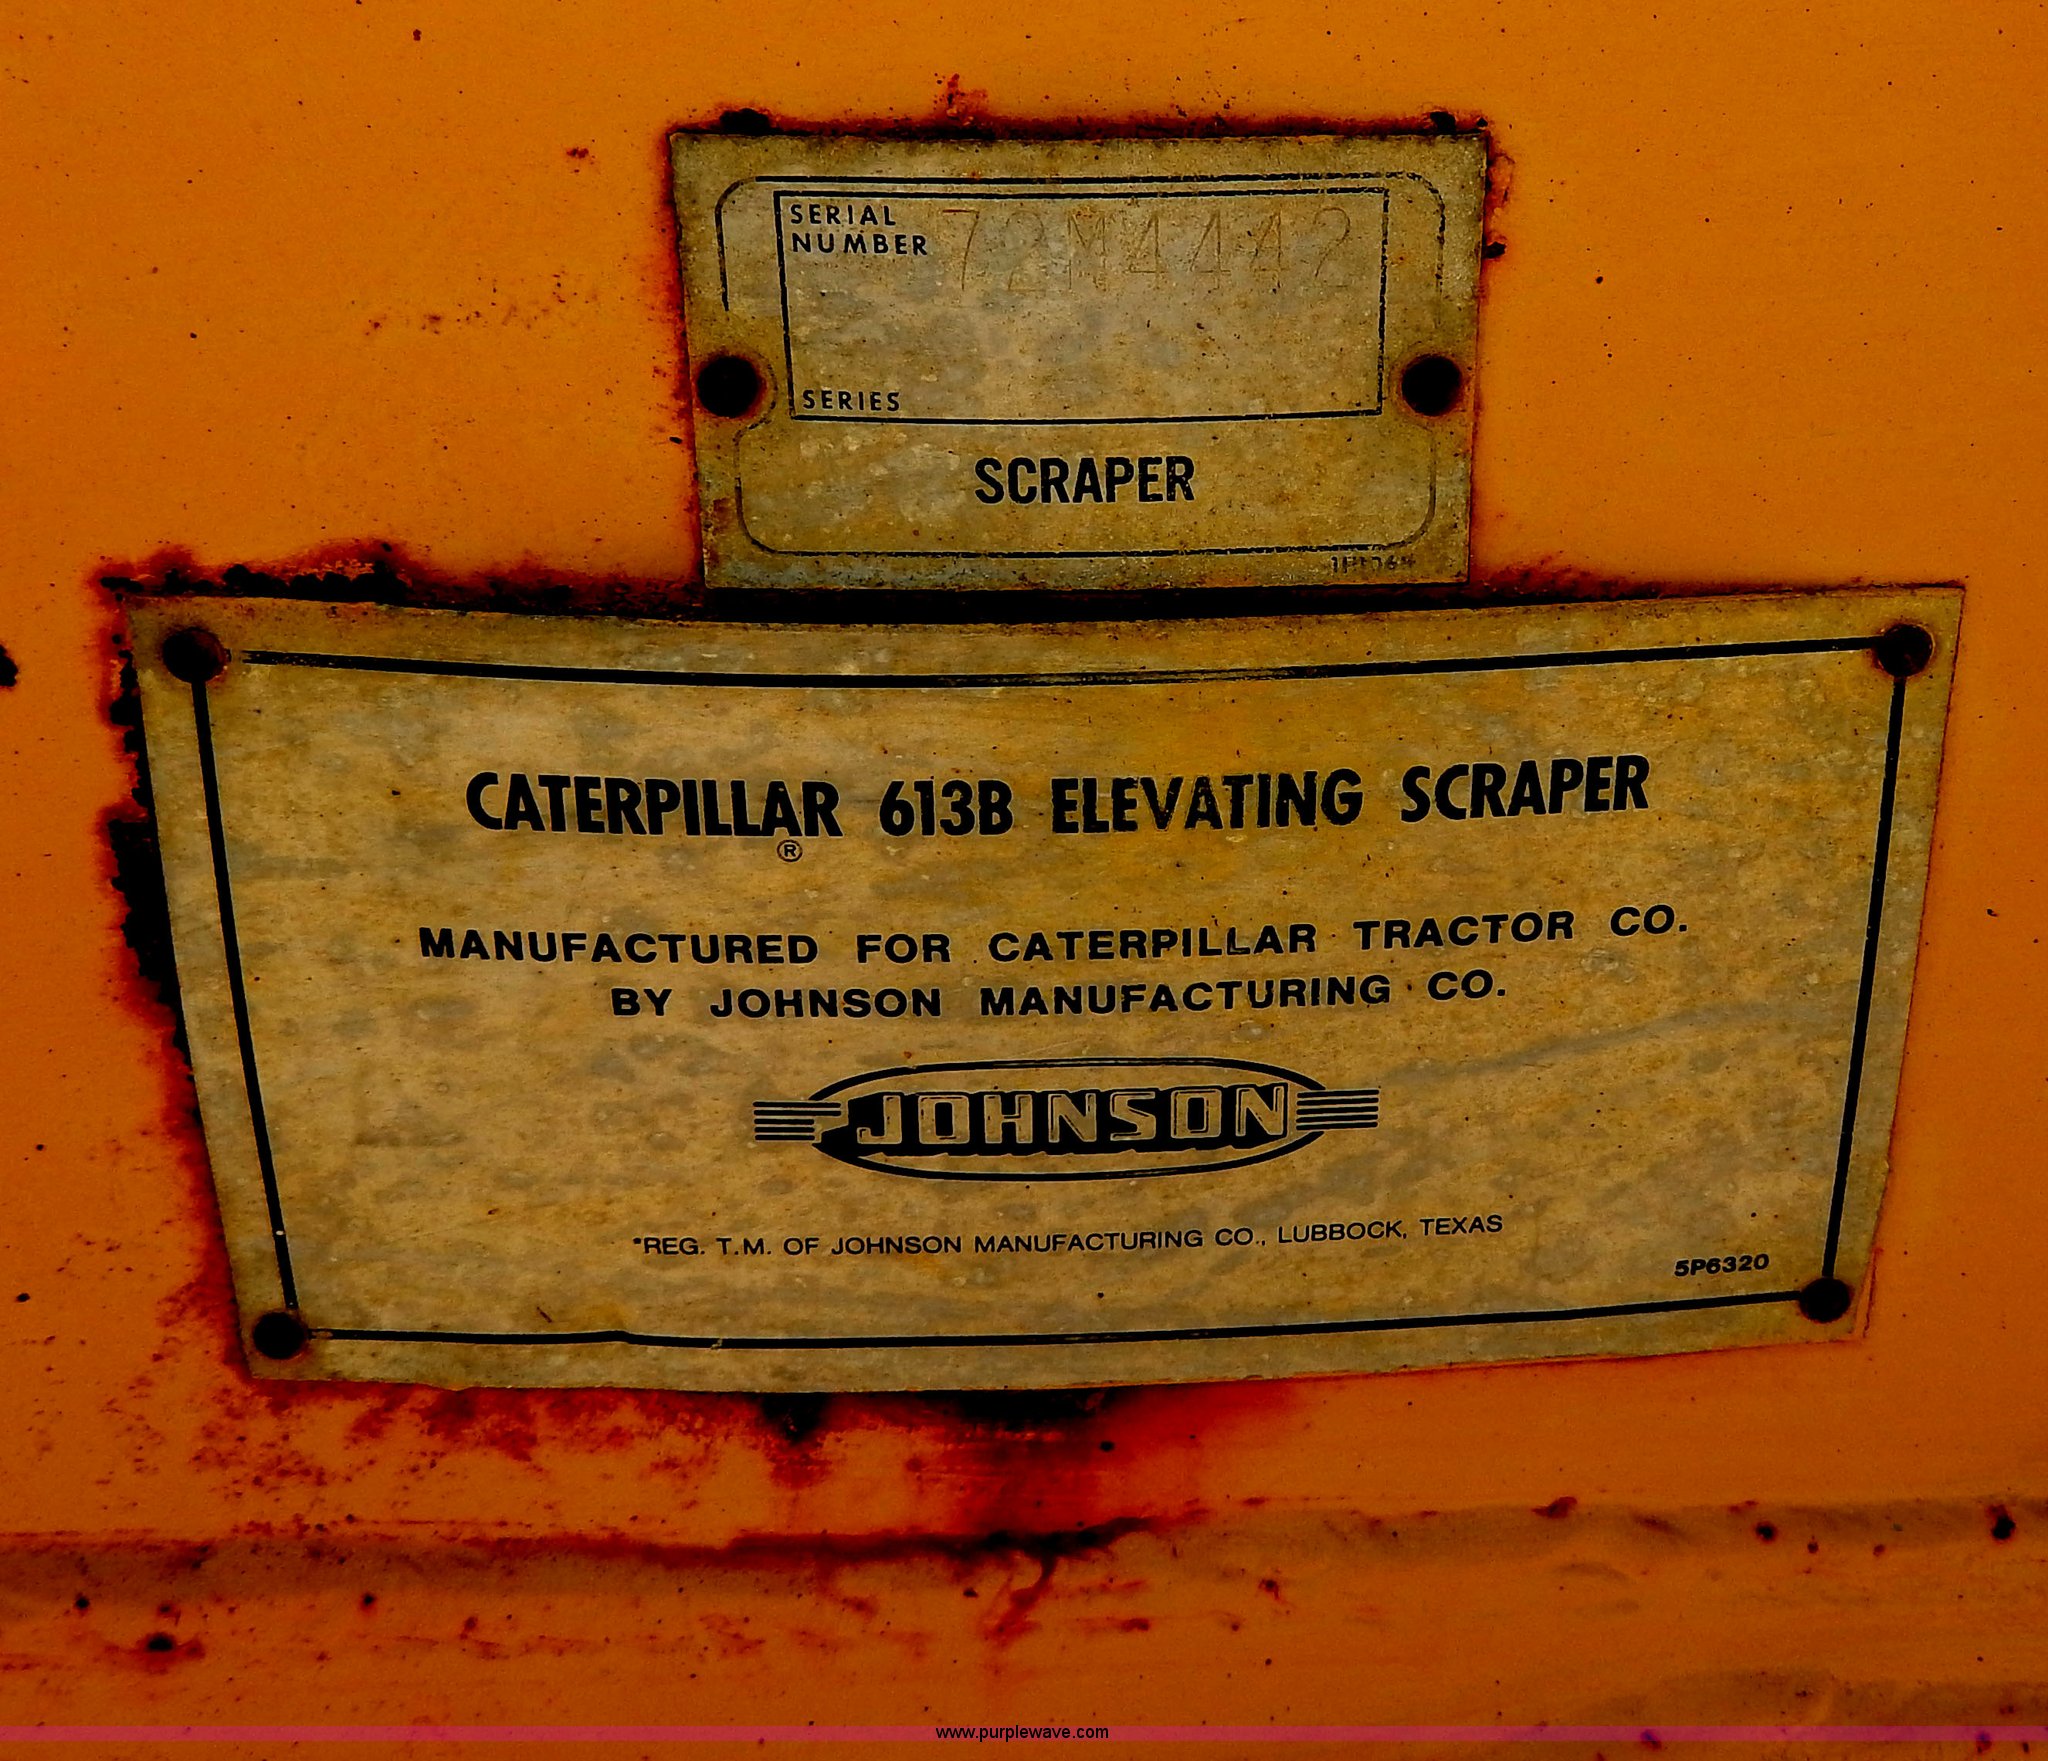 SERIAL
NUMBER 72M4442
SERIES
SCRAPER
CATERPILLAR 613B ELEVATING SCRAPER
®
MANUFACTURED FOR CATERPILLAR TRACTOR CO.
BY JOHNSON MANUFACTURING CO.
JOHNSON
*REG. T.M. OF JOHNSON MANUFACTURING CO., LUBBOCK, TEXAS
5P6320
www.purplewave.com